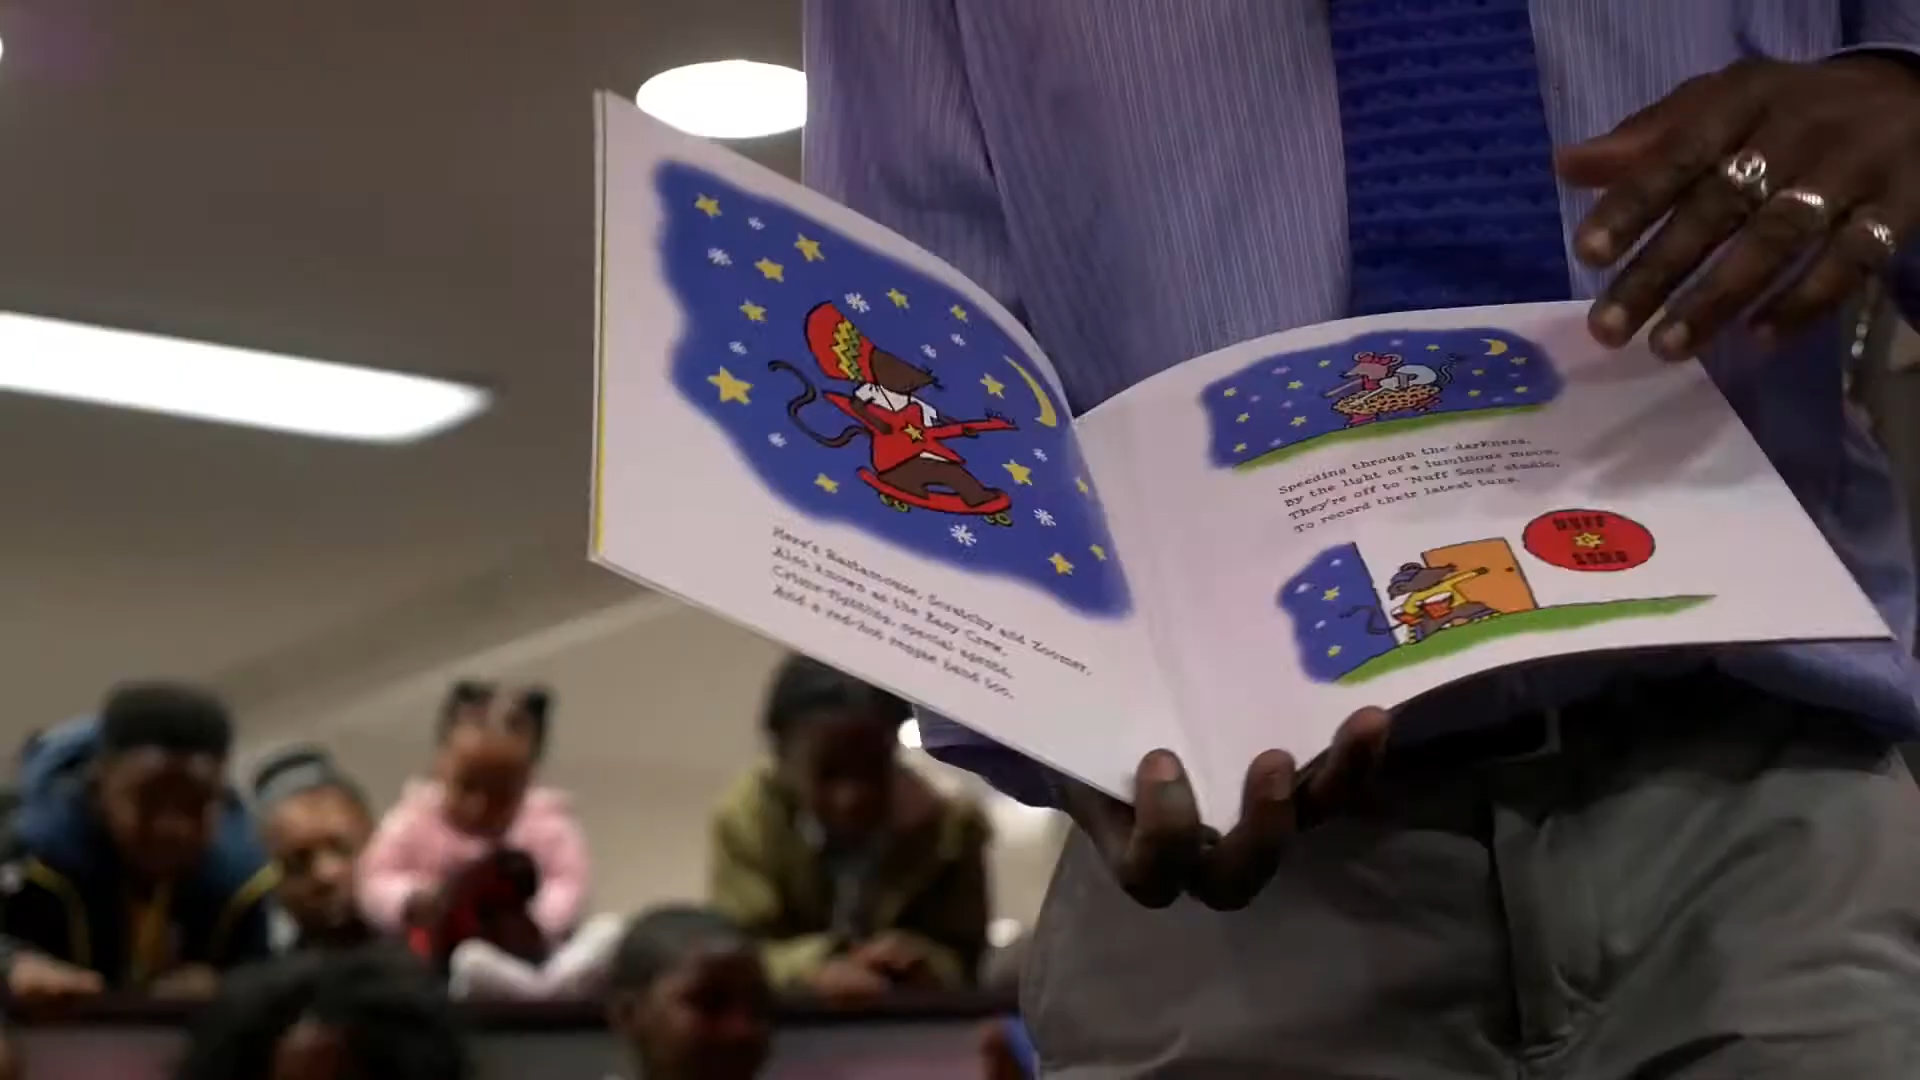 Here's Rastamouse, Scratchy and Zoomer,
Also known as the Easy Crew,
Crime-fighting, special agents,
And a red/hot reggae band too.
Speeding through the darkness,
By the light of a luminous moon,
They're off to 'Nuff Song' studio,
To record their latest tune.
NUFF
SONG